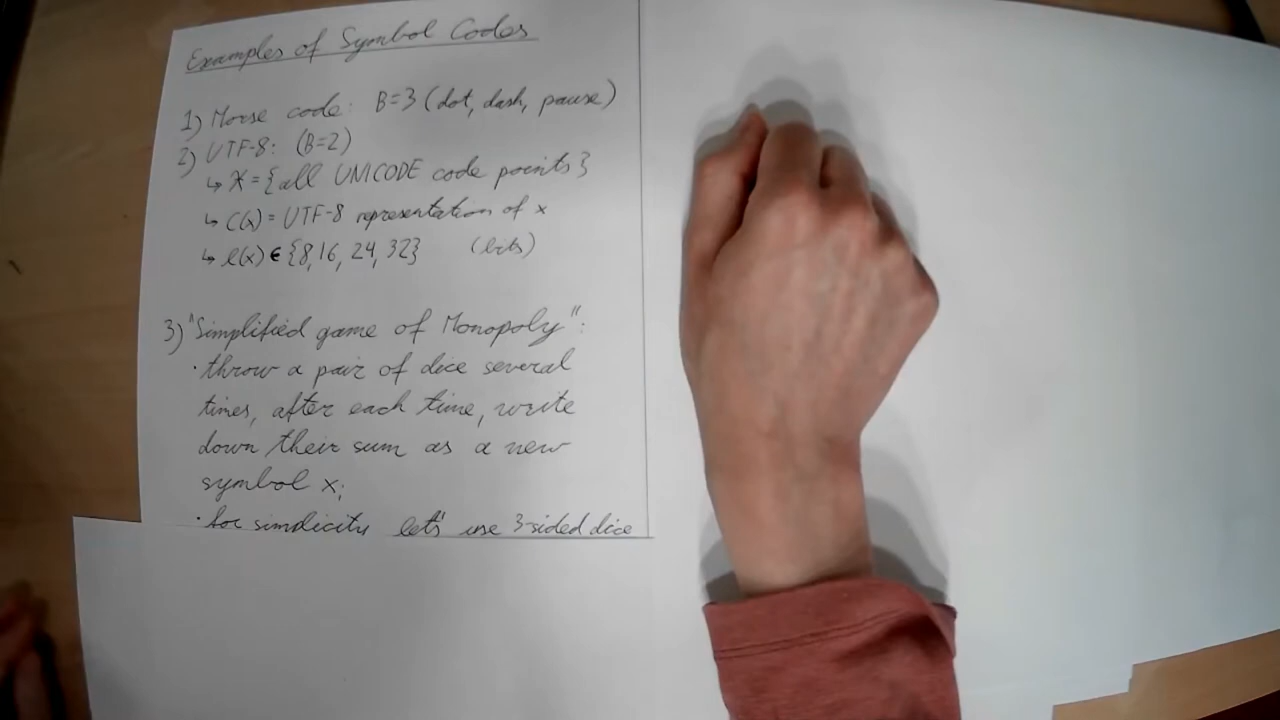 Examples of Symbol Codes
1) Morse code: B=3 (dot, dash, pause)
2) UTF-8: (B=2)
↳ X = {all UNICODE code points}
↳ C(x) = UTF-8 representation of x
↳ l(x) ∈ {8, 16, 24, 32} (bits)
3) "Simplified game of Monopoly":
· throw a pair of dice several
times, after each time, write
down their sum as a new
symbol x;
· for simplicity let's use 3-sided dice